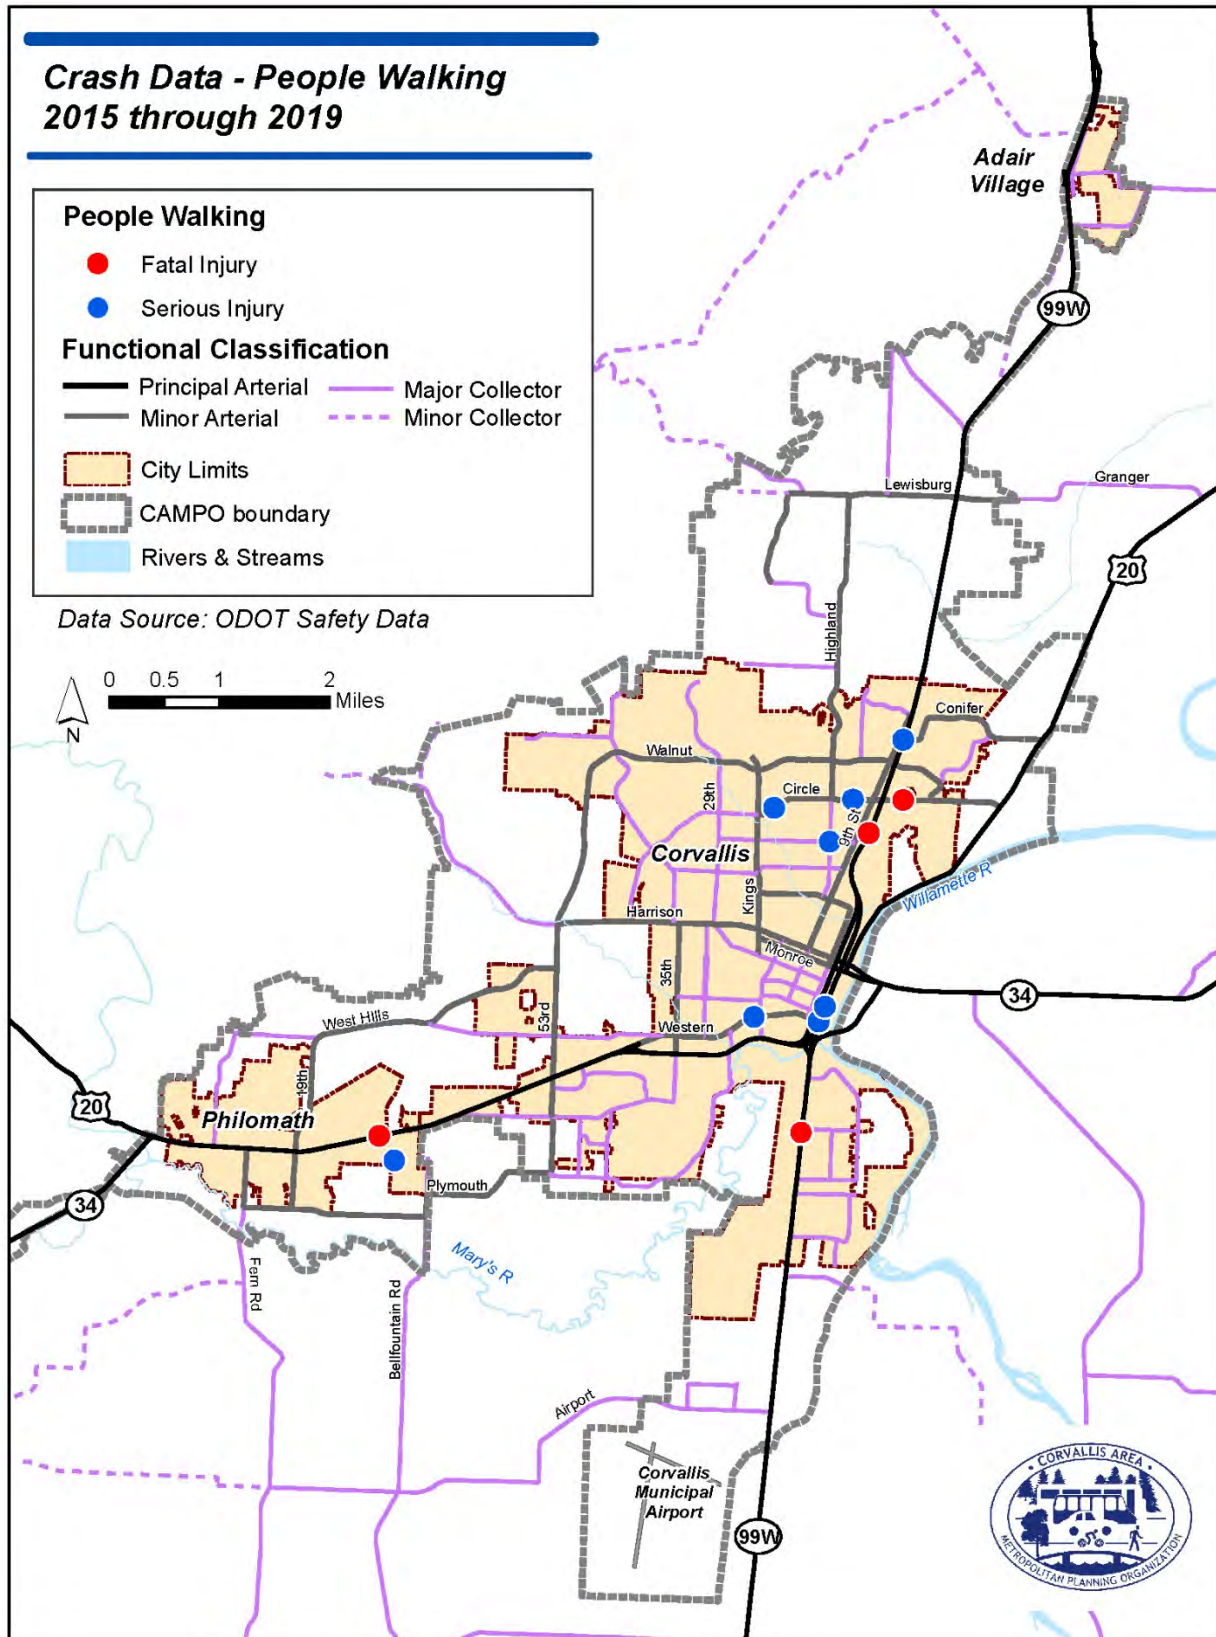 Crash Data - People Walking
2015 through 2019
People Walking
Fatal Injury
Serious Injury
Functional Classification
Principal Arterial
Major Collector
Minor Arterial
Minor Collector
City Limits
CAMPO boundary
Rivers & Streams
Data Source: ODOT Safety Data
0 0.5 1 2
Miles
N
Adair
Village
99W
Lewisburg
Granger
20
Highland
Conifer
Walnut
29th
Circle
9th St
Corvallis
Kings
Willamette R
Harrison
Monroe
35th
34
53rd
West Hills
Western
19th
20
Philomath
34
Plymouth
Mary's R
Fern Rd
Bellfountain Rd
Airport
Corvallis
Municipal
Airport
99W
CORVALLIS AREA
METROPOLITAN PLANNING ORGANIZATION